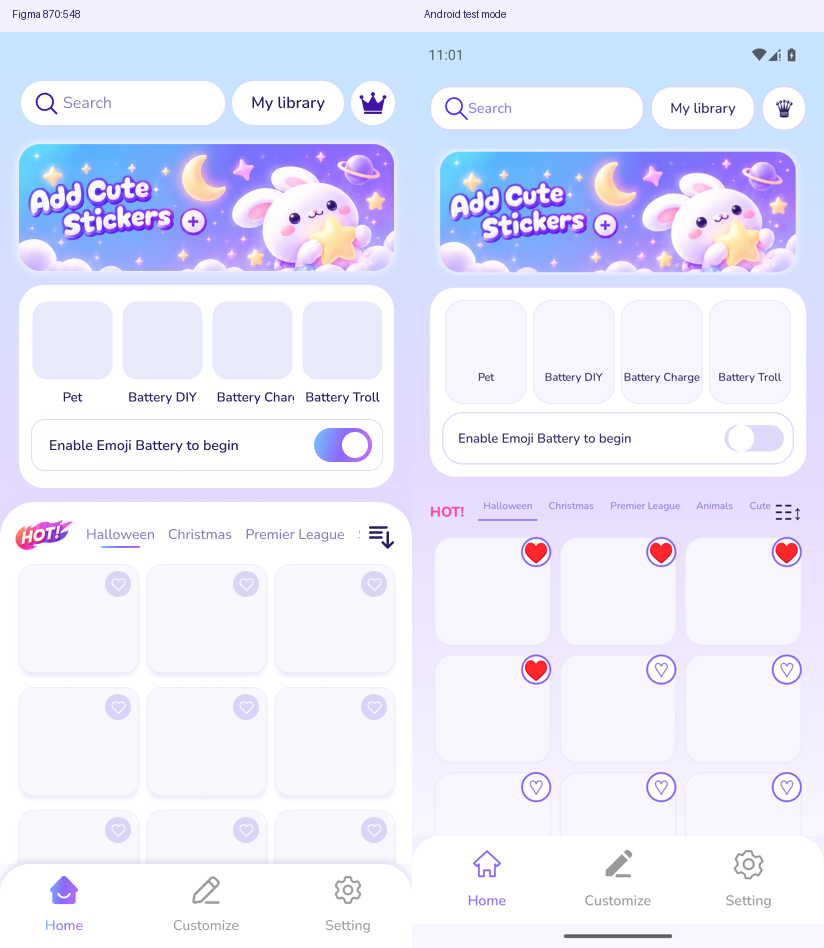 Figma 870:548
Search
My library
Add Cute
Stickers
Pet
Battery DIY
Battery Charg
Battery Troll
Enable Emoji Battery to begin
HOT!
Halloween
Christmas
Premier League
Home
Customize
Setting
Android test mode
11:01
Search
My library
Add Cute
Stickers
Pet
Battery DIY
Battery Charge
Battery Troll
Enable Emoji Battery to begin
HOT!
Halloween
Christmas
Premier League
Animals
Cute
Home
Customize
Setting